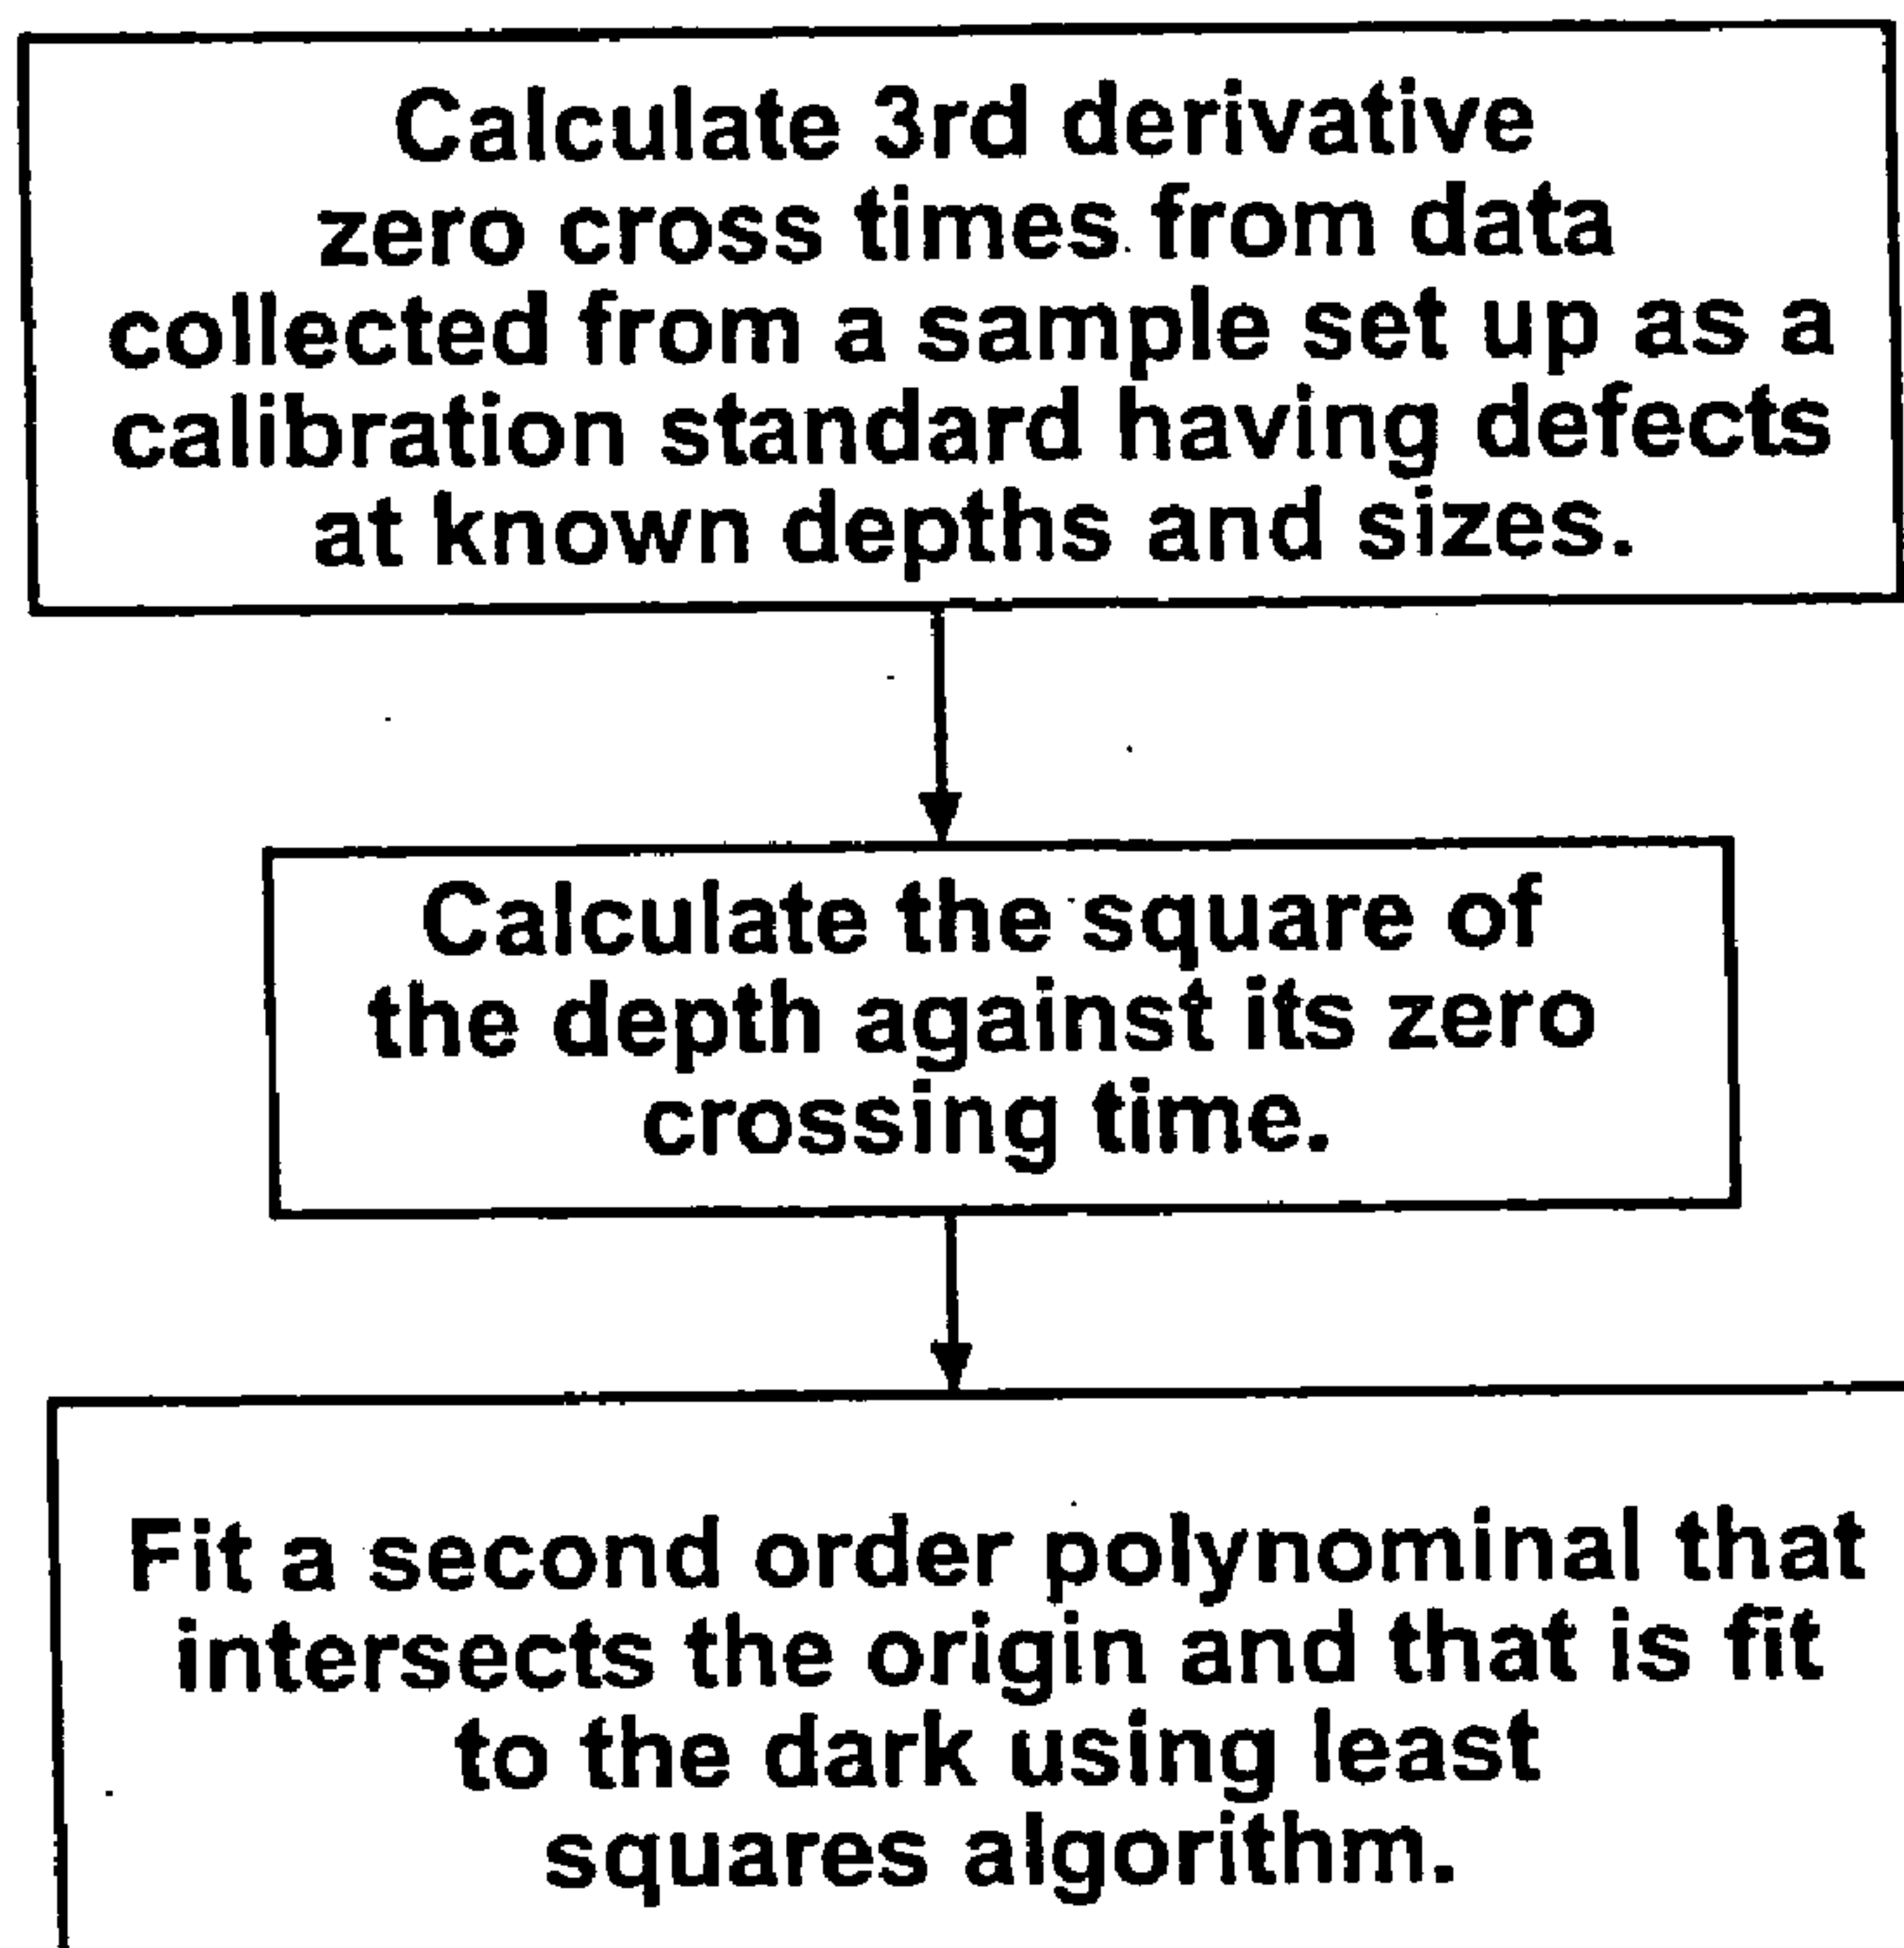 Calculate 3rd derivative
zero cross times from data
collected from a sample set up as a
calibration standard having defects
at known depths and sizes.
Calculate the square of
the depth against its zero
crossing time.
Fit a second order polynominal that
intersects the origin and that is fit
to the dark using least
squares algorithm.